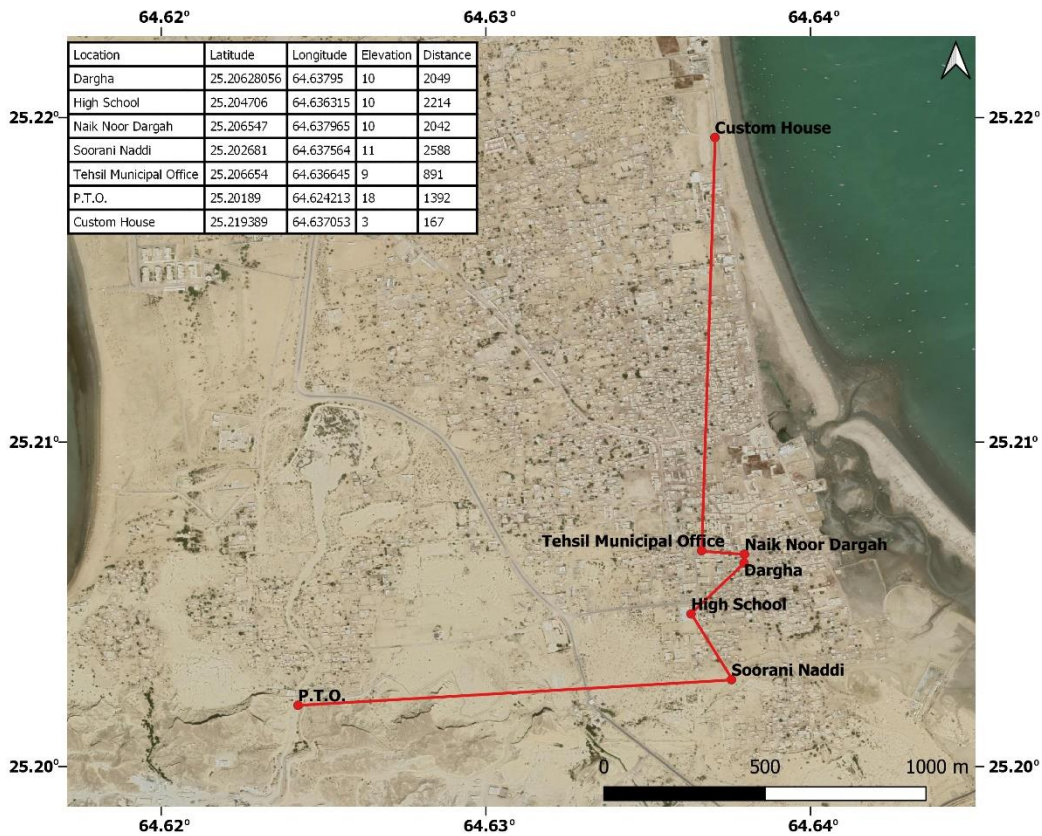 64.62° 64.63° 64.64°
Location Latitude Longitude Elevation Distance
Dargha 25.20628056 64.63795 10 2049
High School 25.204706 64.636315 10 2214
Naik Noor Dargah 25.206547 64.637965 10 2042
Soorani Naddi 25.202681 64.637564 11 2588
Tehsil Municipal Office 25.206654 64.636645 9 891
P.T.O. 25.20189 64.624213 18 1392
Custom House 25.219389 64.637053 3 167
25.22° 25.22°
Custom House
25.21° 25.21°
Tehsil Municipal Office Naik Noor Dargah
Dargha
High School
Soorani Naddi
P.T.O.
25.20° 25.20°
0 500 1000 m
64.62° 64.63° 64.64°